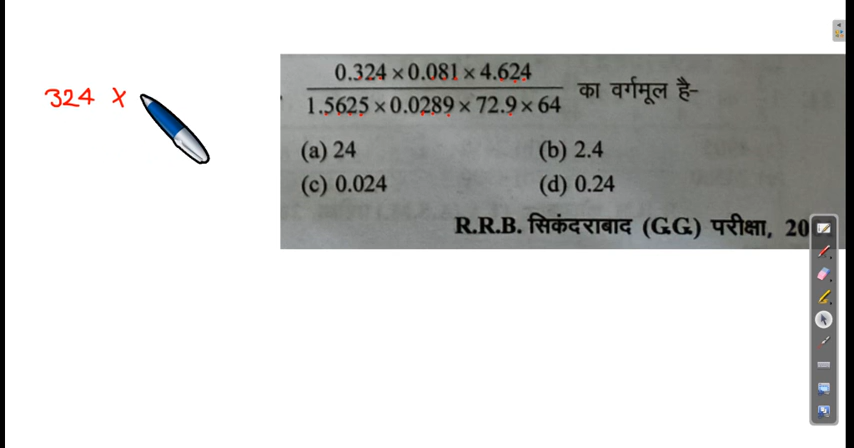 324 ×
0.324 × 0.081 × 4.624
1.5625 × 0.0289 × 72.9 × 64
का वर्गमूल है-
(a) 24 (b) 2.4
(c) 0.024 (d) 0.24
R.R.B. सिकंदराबाद (G.G.) परीक्षा, 20